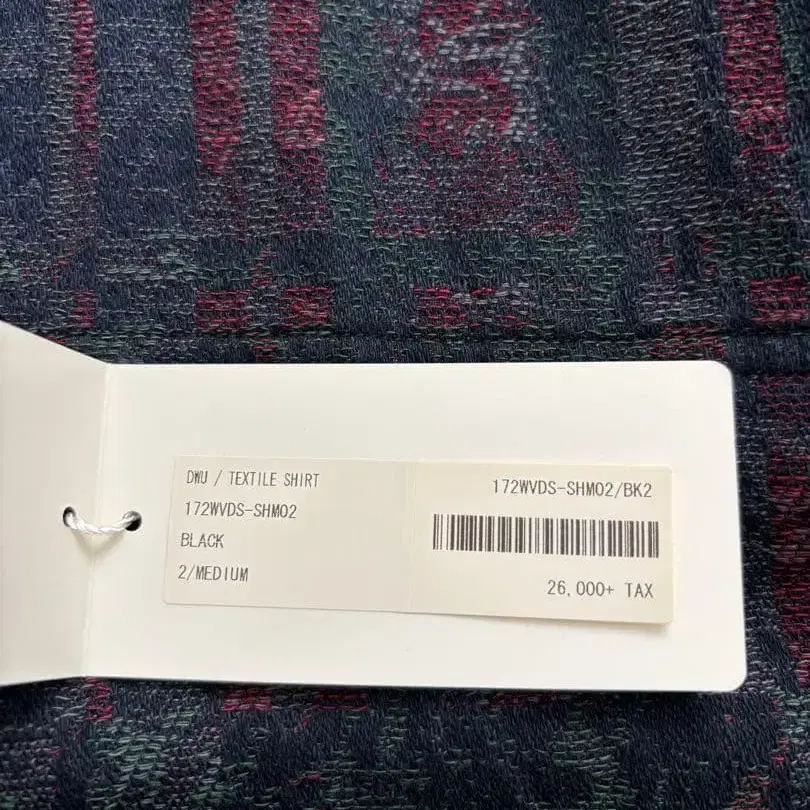 DWU / TEXTILE SHIRT
172WVDS-SHM02
BLACK
2/MEDIUM
172WVDS-SHM02/BK2
26,000+ TAX